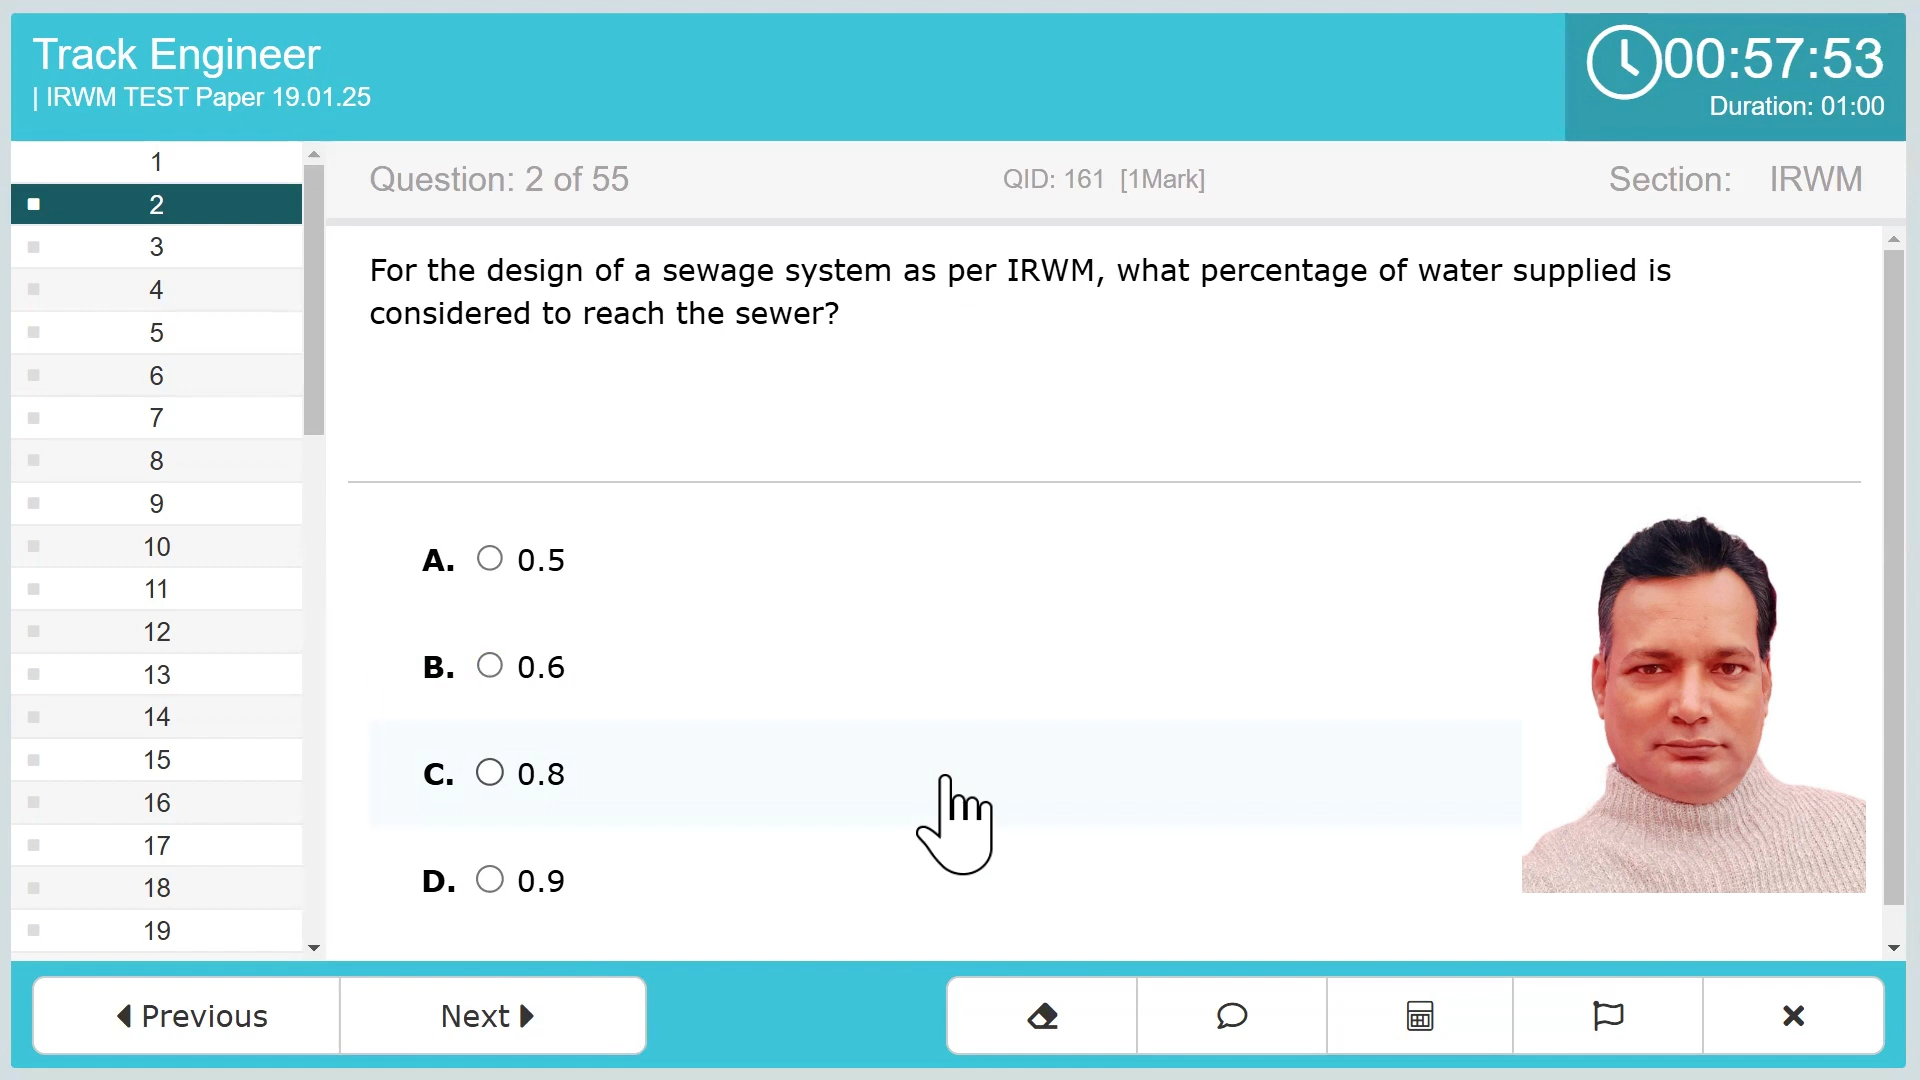 Track Engineer
| IRWM TEST Paper 19.01.25
00:57:53
Duration: 01:00
1
2
3
4
5
6
7
8
9
10
11
12
13
14
15
16
17
18
19
Question: 2 of 55
QID: 161 [1Mark]
Section: IRWM
For the design of a sewage system as per IRWM, what percentage of water supplied is
considered to reach the sewer?
A. 0.5
B. 0.6
C. 0.8
D. 0.9
Previous
Next